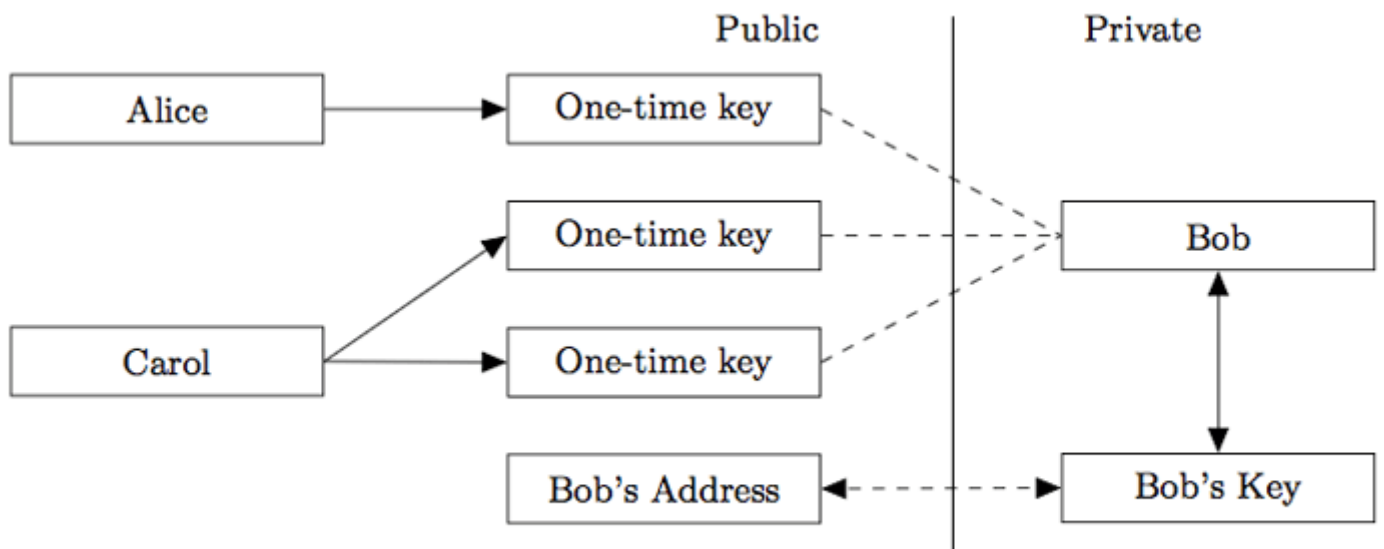 Public
Private
Alice
One-time key
One-time key
Bob
Carol
One-time key
Bob's Address
Bob's Key